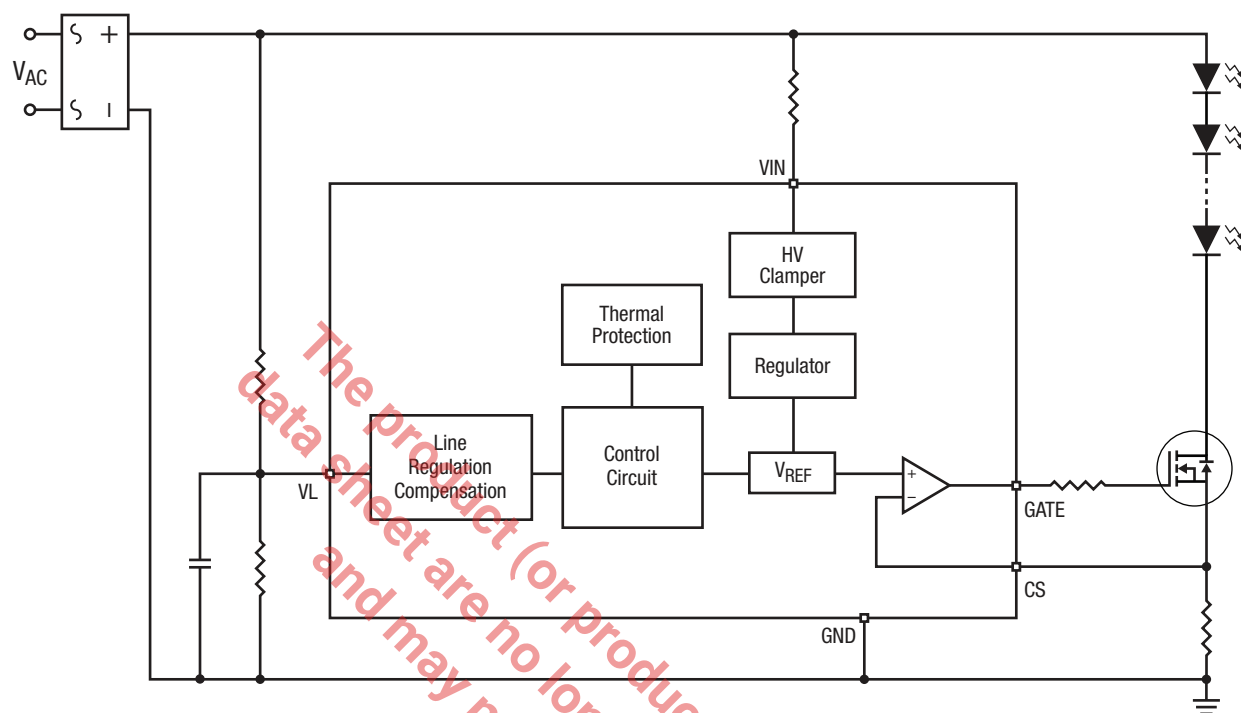 VAC
VIN
HV
Clamper
Thermal
Protection
Regulator
Line
Regulation
Compensation
Control
Circuit
VREF
+
−
VL
GATE
CS
GND
The product (or produc
data sheet are no lon
and may